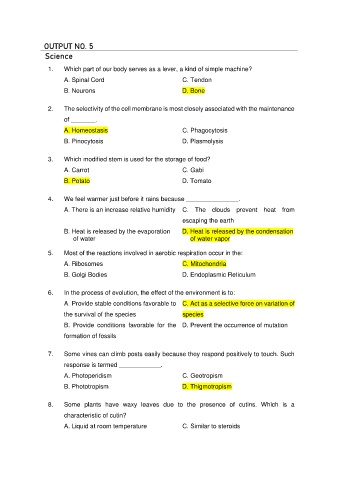 OUTPUT NO. 5
Science
1. Which part of our body serves as a lever, a kind of simple machine?
A. Spinal Cord C. Tendon
B. Neurons D. Bone
2. The selectivity of the cell membrane is most closely associated with the maintenance
of ________.
A. Homeostasis C. Phagocytosis
B. Pinocytosis D. Plasmolysis
3. Which modified stem is used for the storage of food?
A. Carrot C. Gabi
B. Potato D. Tomato
4. We feel warmer just before it rains because ________________.
A. There is an increase relative humidity C. The clouds prevent heat from
escaping the earth
B. Heat is released by the evaporation D. Heat is released by the condensation
of water of water vapor
5. Most of the reactions involved in aerobic respiration occur in the:
A. Ribosomes C. Mitochondria
B. Golgi Bodies D. Endoplasmic Reticulum
6. In the process of evolution, the effect of the environment is to:
A. Provide stable conditions favorable to C. Act as a selective force on variation of
the survival of the species species
B. Provide conditions favorable for the D. Prevent the occurrence of mutation
formation of fossils
7. Some vines can climb posts easily because they respond positively to touch. Such
response is termed _____________.
A. Photoperidism C. Geotropism
B. Phototropism D. Thigmotropism
8. Some plants have waxy leaves due to the presence of cutins. Which is a
characteristic of cutin?
A. Liquid at room temperature C. Similar to steroids